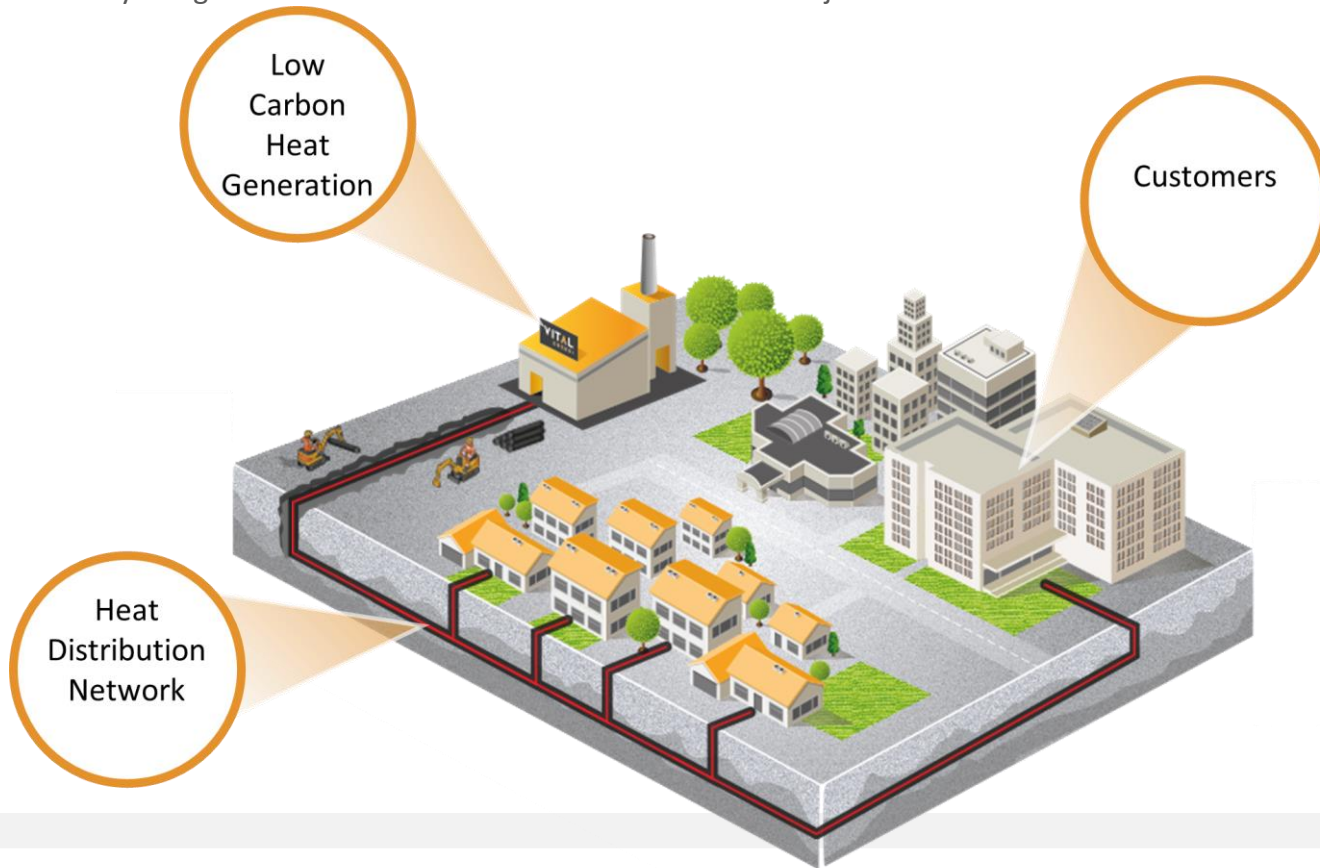 Low
Carbon
Heat
Generation
Customers
VITAL
Heat
Distribution
Network